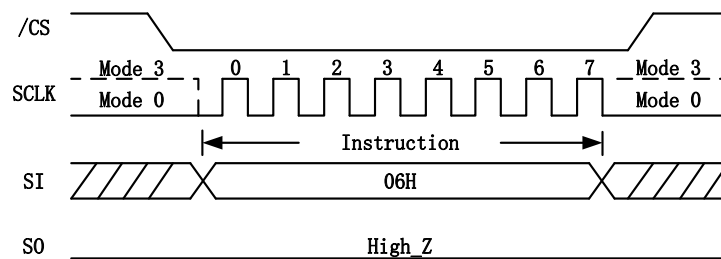 /CS
Mode 3 0 1 2 3 4 5 6 7 Mode 3
SCLK
Mode 0 Mode 0
Instruction
SI 06H
SO High_Z